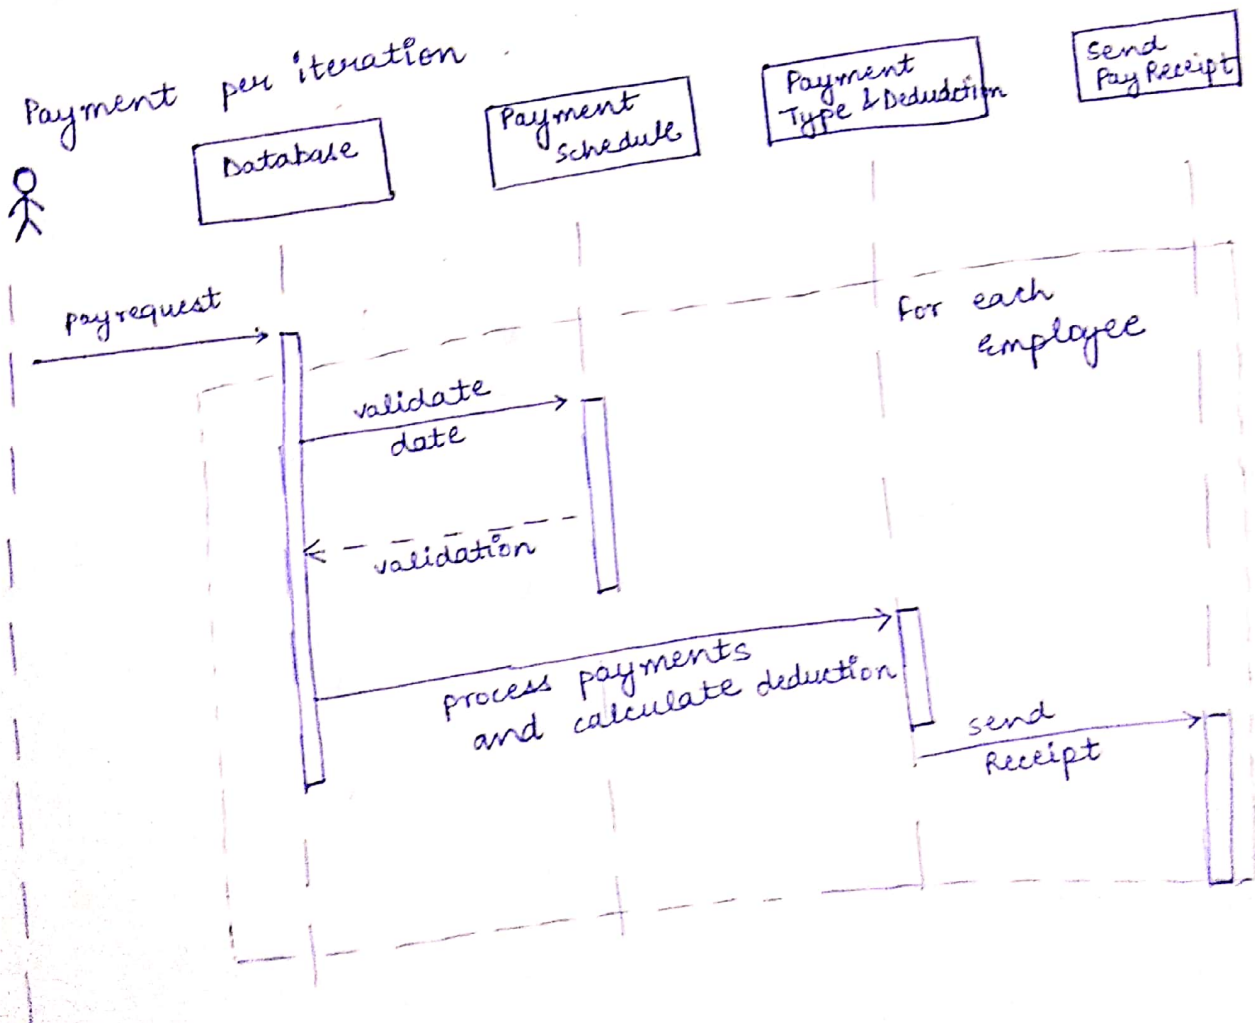 Payment per iteration
Database
Payment
Schedule
Payment
Type & Deduction
Send
Pay Receipt
payrequest
for each
employee
validate
date
validation
process payments
and calculate deduction
send
Receipt